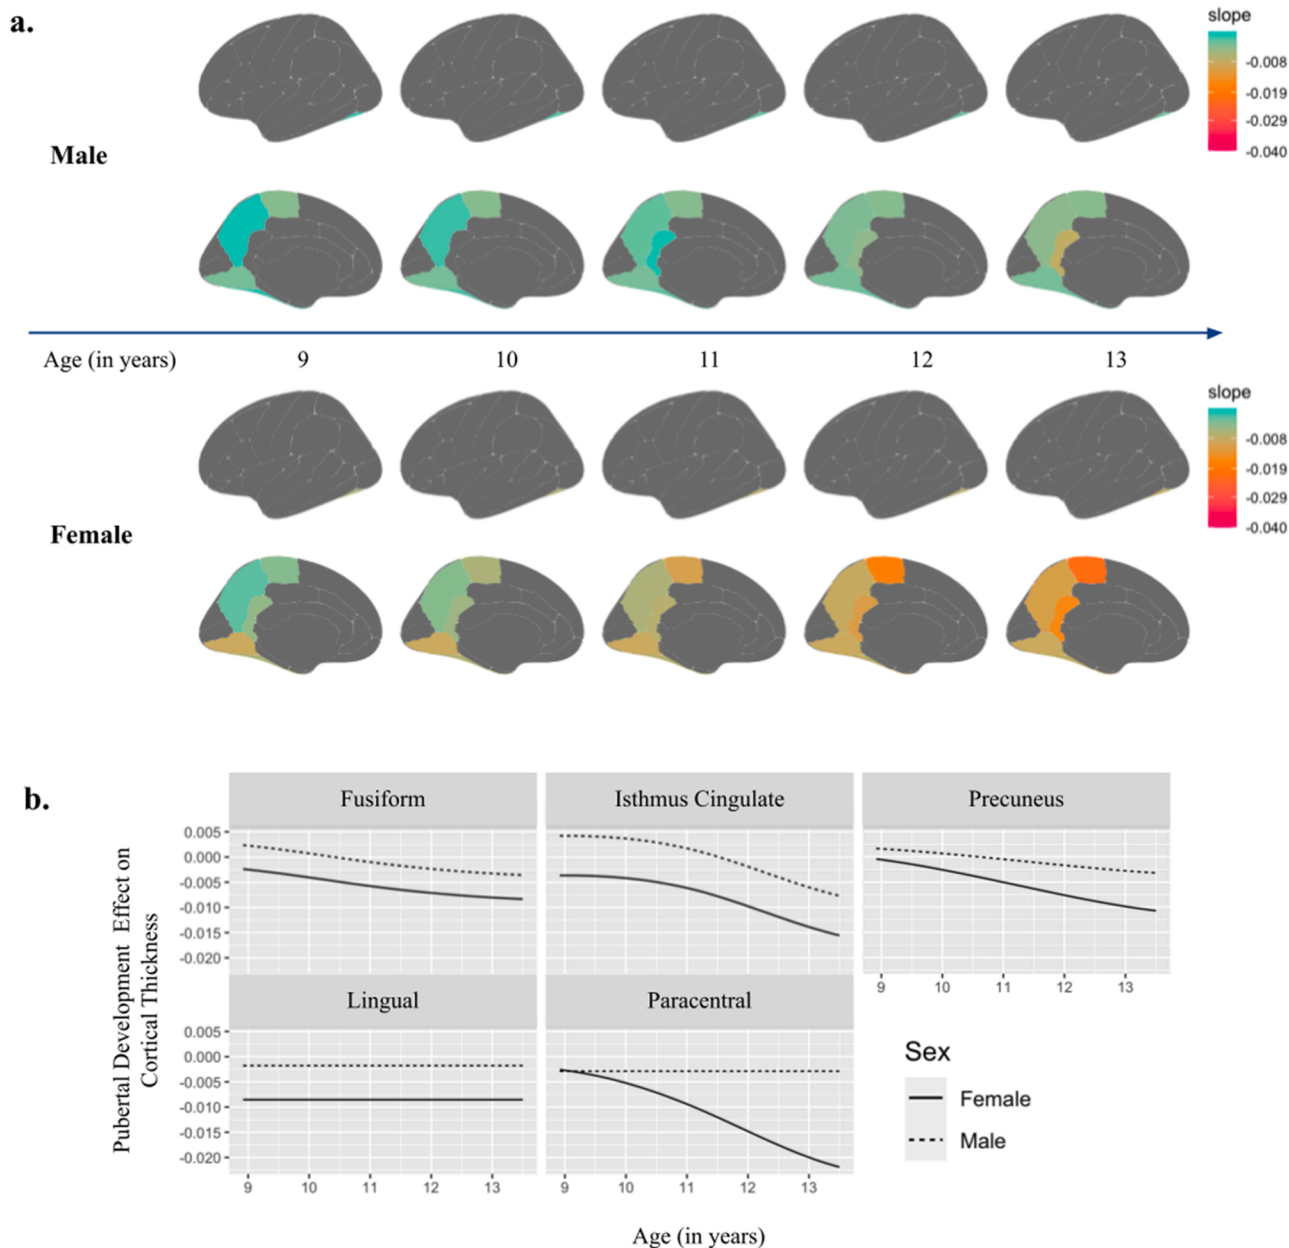 a.
slope
-0.008
-0.019
-0.029
-0.040
Male
Age (in years)
9
10
11
12
13
slope
-0.008
-0.019
-0.029
-0.040
Female
b.
Fusiform
Isthmus Cingulate
Precuneus
Pubertal Development Effect on
Cortical Thickness
0.005
0.000
-0.005
-0.010
-0.015
-0.020
9
10
11
12
13
Lingual
Paracentral
0.005
0.000
-0.005
-0.010
-0.015
-0.020
9
10
11
12
13
9
10
11
12
13
Sex
Female
Male
Age (in years)